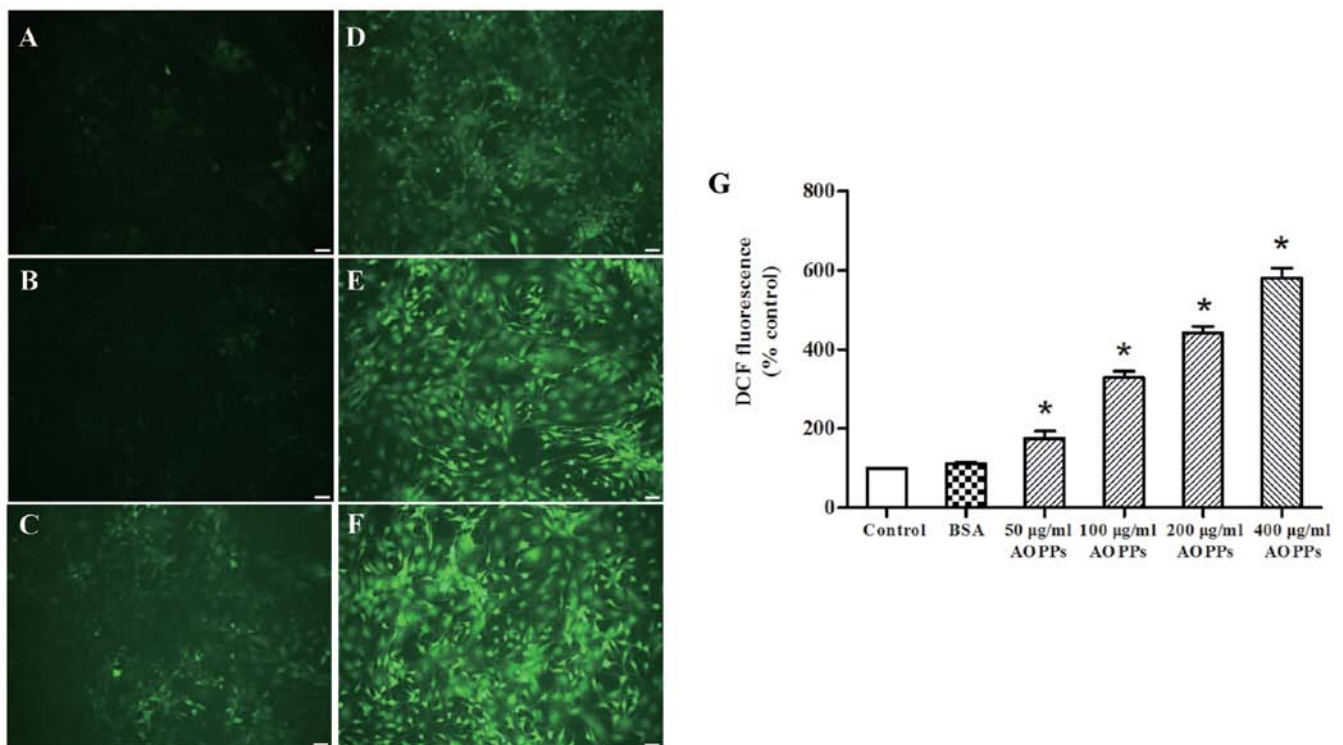 A
D
B
E
C
F
G
DCF fluorescence
(% control)
800
600
400
200
0
*
*
*
*
Control
BSA
50 µg/ml
AOPPs
100 µg/ml
AOPPs
200 µg/ml
AOPPs
400 µg/ml
AOPPs